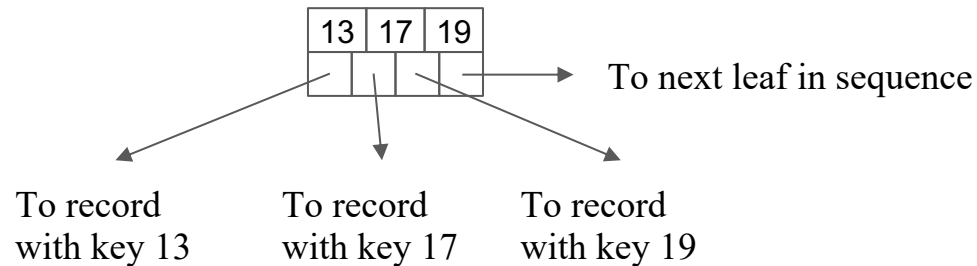 13 17 19
To next leaf in sequence
To record
with key 13
To record
with key 17
To record
with key 19